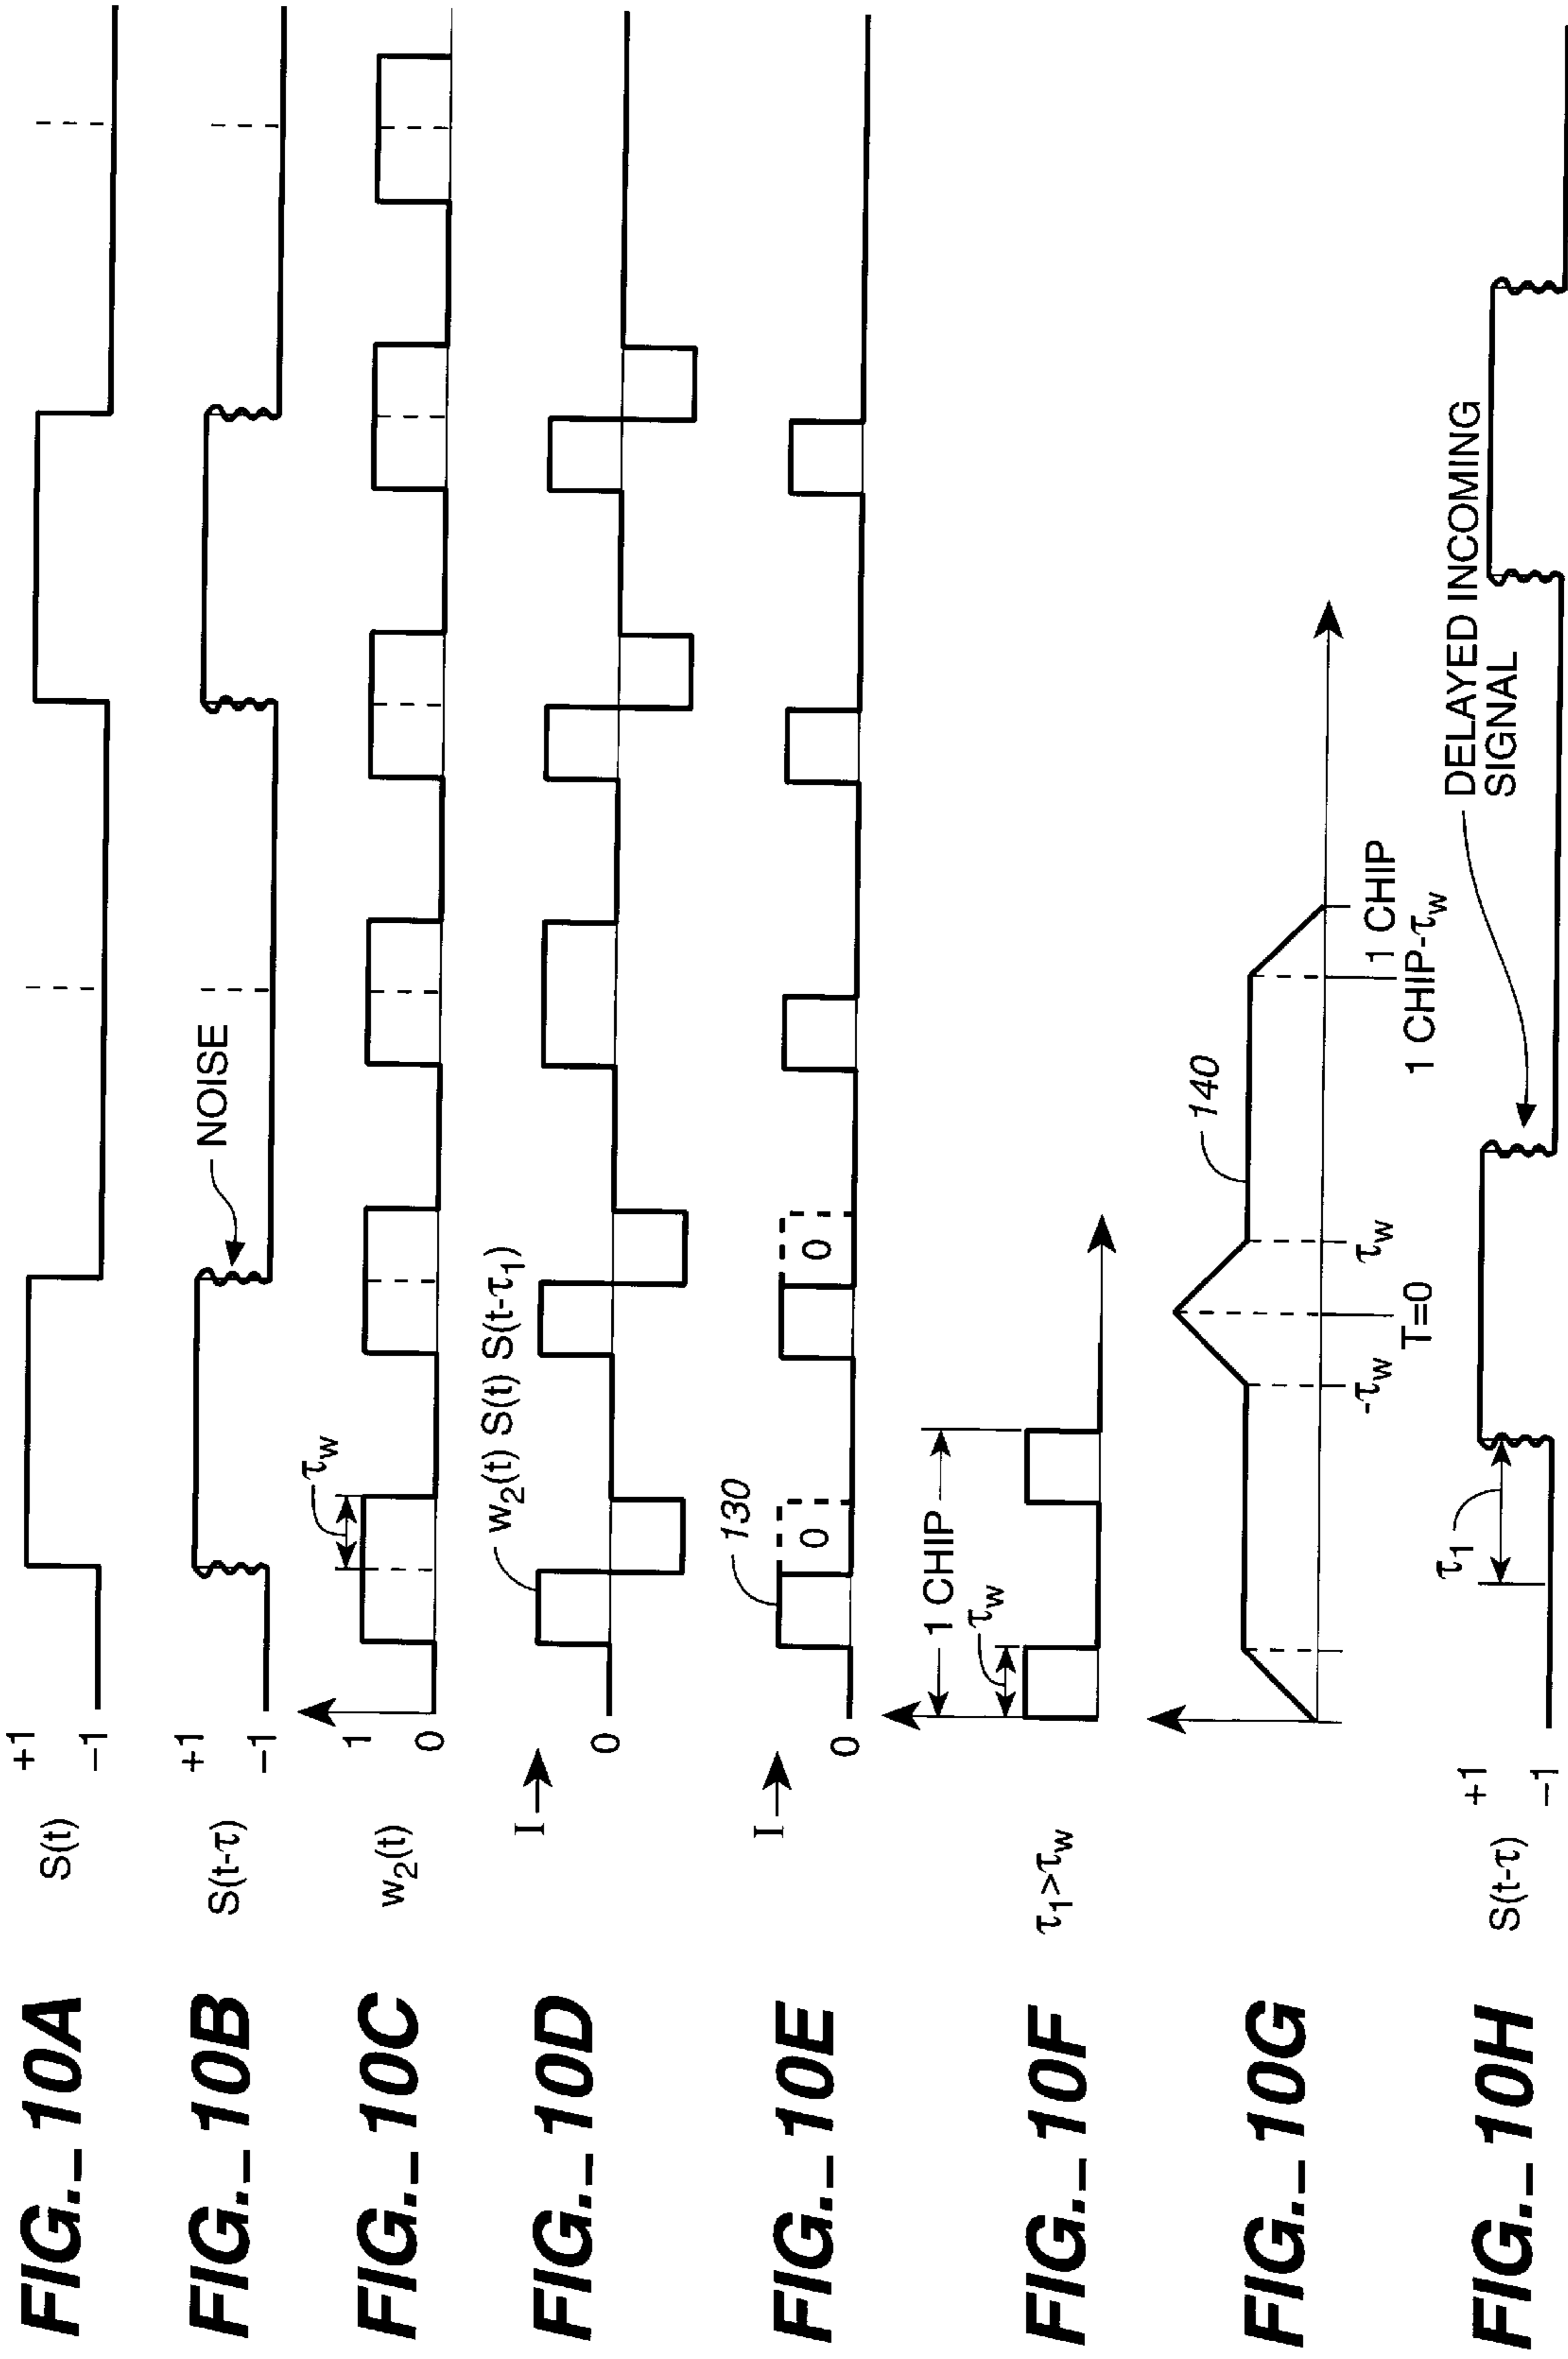 FIG._10A S(t) +1
–1
FIG._10B S(t-τ) +1
–1
NOISE
FIG._10C w2(t) 1
0
τw
FIG._10D I
0
w2(t) S(t) S(t-τ1)
FIG._10E I
0
130
0
0
FIG._10F τ1>τw
1 CHIP
τw
FIG._10G
140
-τw
T=0
τw
1 CHIP-τw
1 CHIP
FIG._10H S(t-τ) +1
–1
τ1
DELAYED INCOMING
SIGNAL